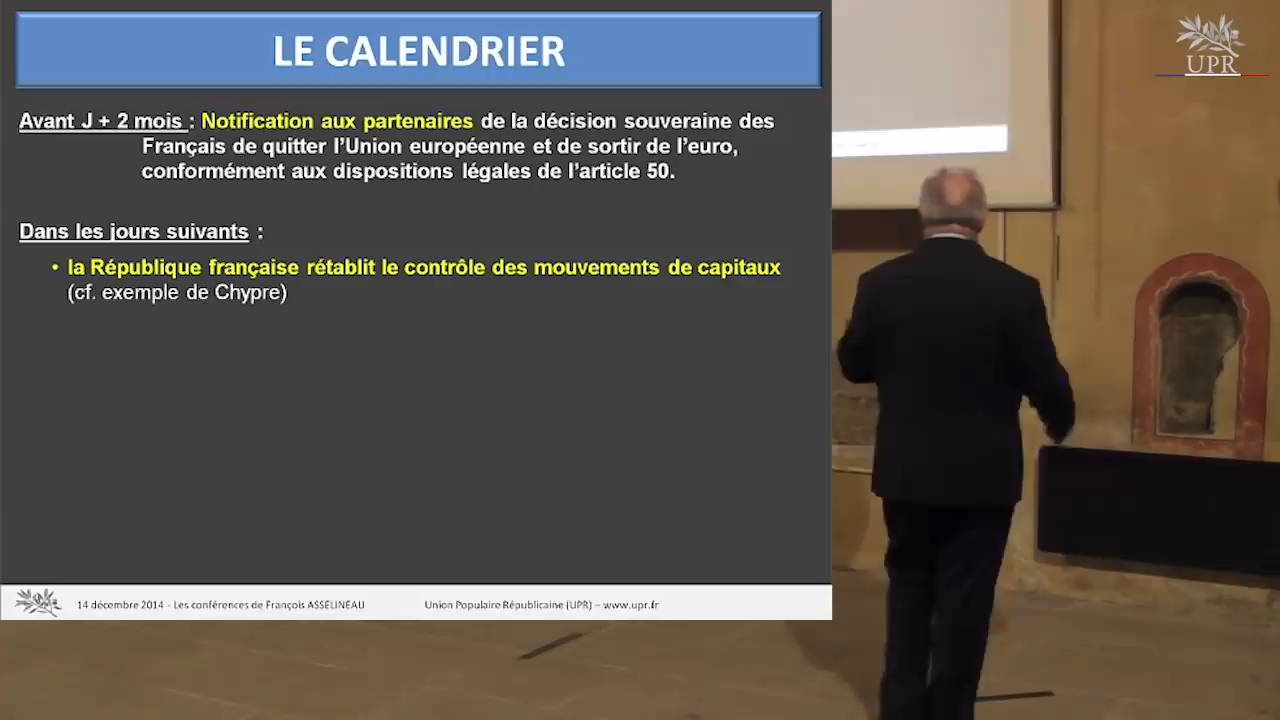 LE CALENDRIER
UPR
Avant J + 2 mois : Notification aux partenaires de la décision souveraine des
Français de quitter l'Union européenne et de sortir de l'euro,
conformément aux dispositions légales de l'article 50.
Dans les jours suivants :
• la République française rétablit le contrôle des mouvements de capitaux
(cf. exemple de Chypre)
14 décembre 2014 - Les conférences de François ASSELINEAU
Union Populaire Républicaine (UPR) – www.upr.fr